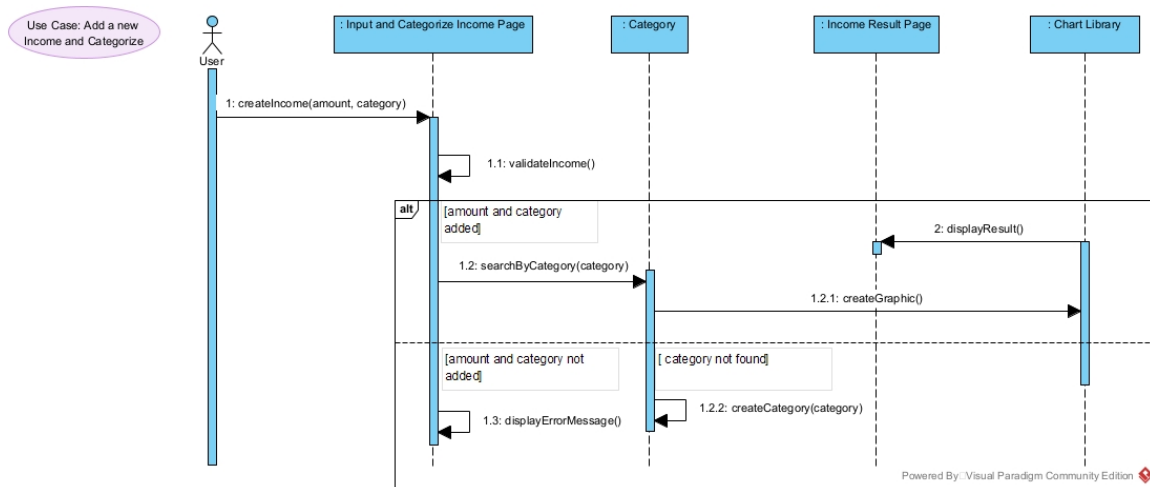 Use Case: Add a new
Income and Categorize
User
: Input and Categorize Income Page
: Category
: Income Result Page
: Chart Library
1: createIncome(amount, category)
1.1: validateIncome()
alt
[amount and category
added]
2: displayResult()
1.2: searchByCategory(category)
1.2.1: createGraphic()
[amount and category not
added]
[ category not found]
1.2.2: createCategory(category)
1.3: displayErrorMessage()
Powered By Visual Paradigm Community Edition